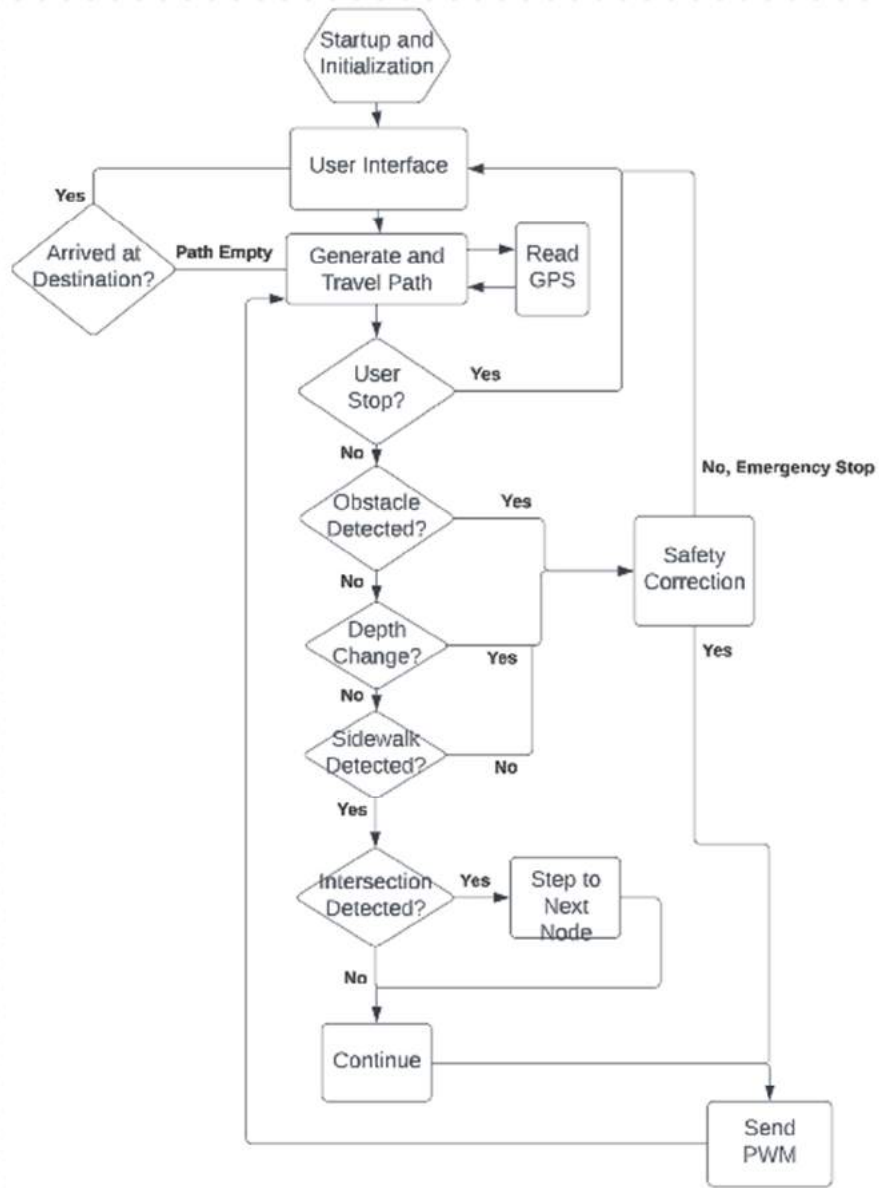 Startup and
Initialization
User Interface
Yes
Arrived at
Destination?
Path Empty
Generate and
Travel Path
Read
GPS
User
Stop?
Yes
No
No, Emergency Stop
Obstacle
Detected?
Yes
Safety
Correction
No
Depth
Change?
Yes
Yes
No
Sidewalk
Detected?
No
Yes
Intersection
Detected?
Yes
Step to
Next
Node
No
Continue
Send
PWM